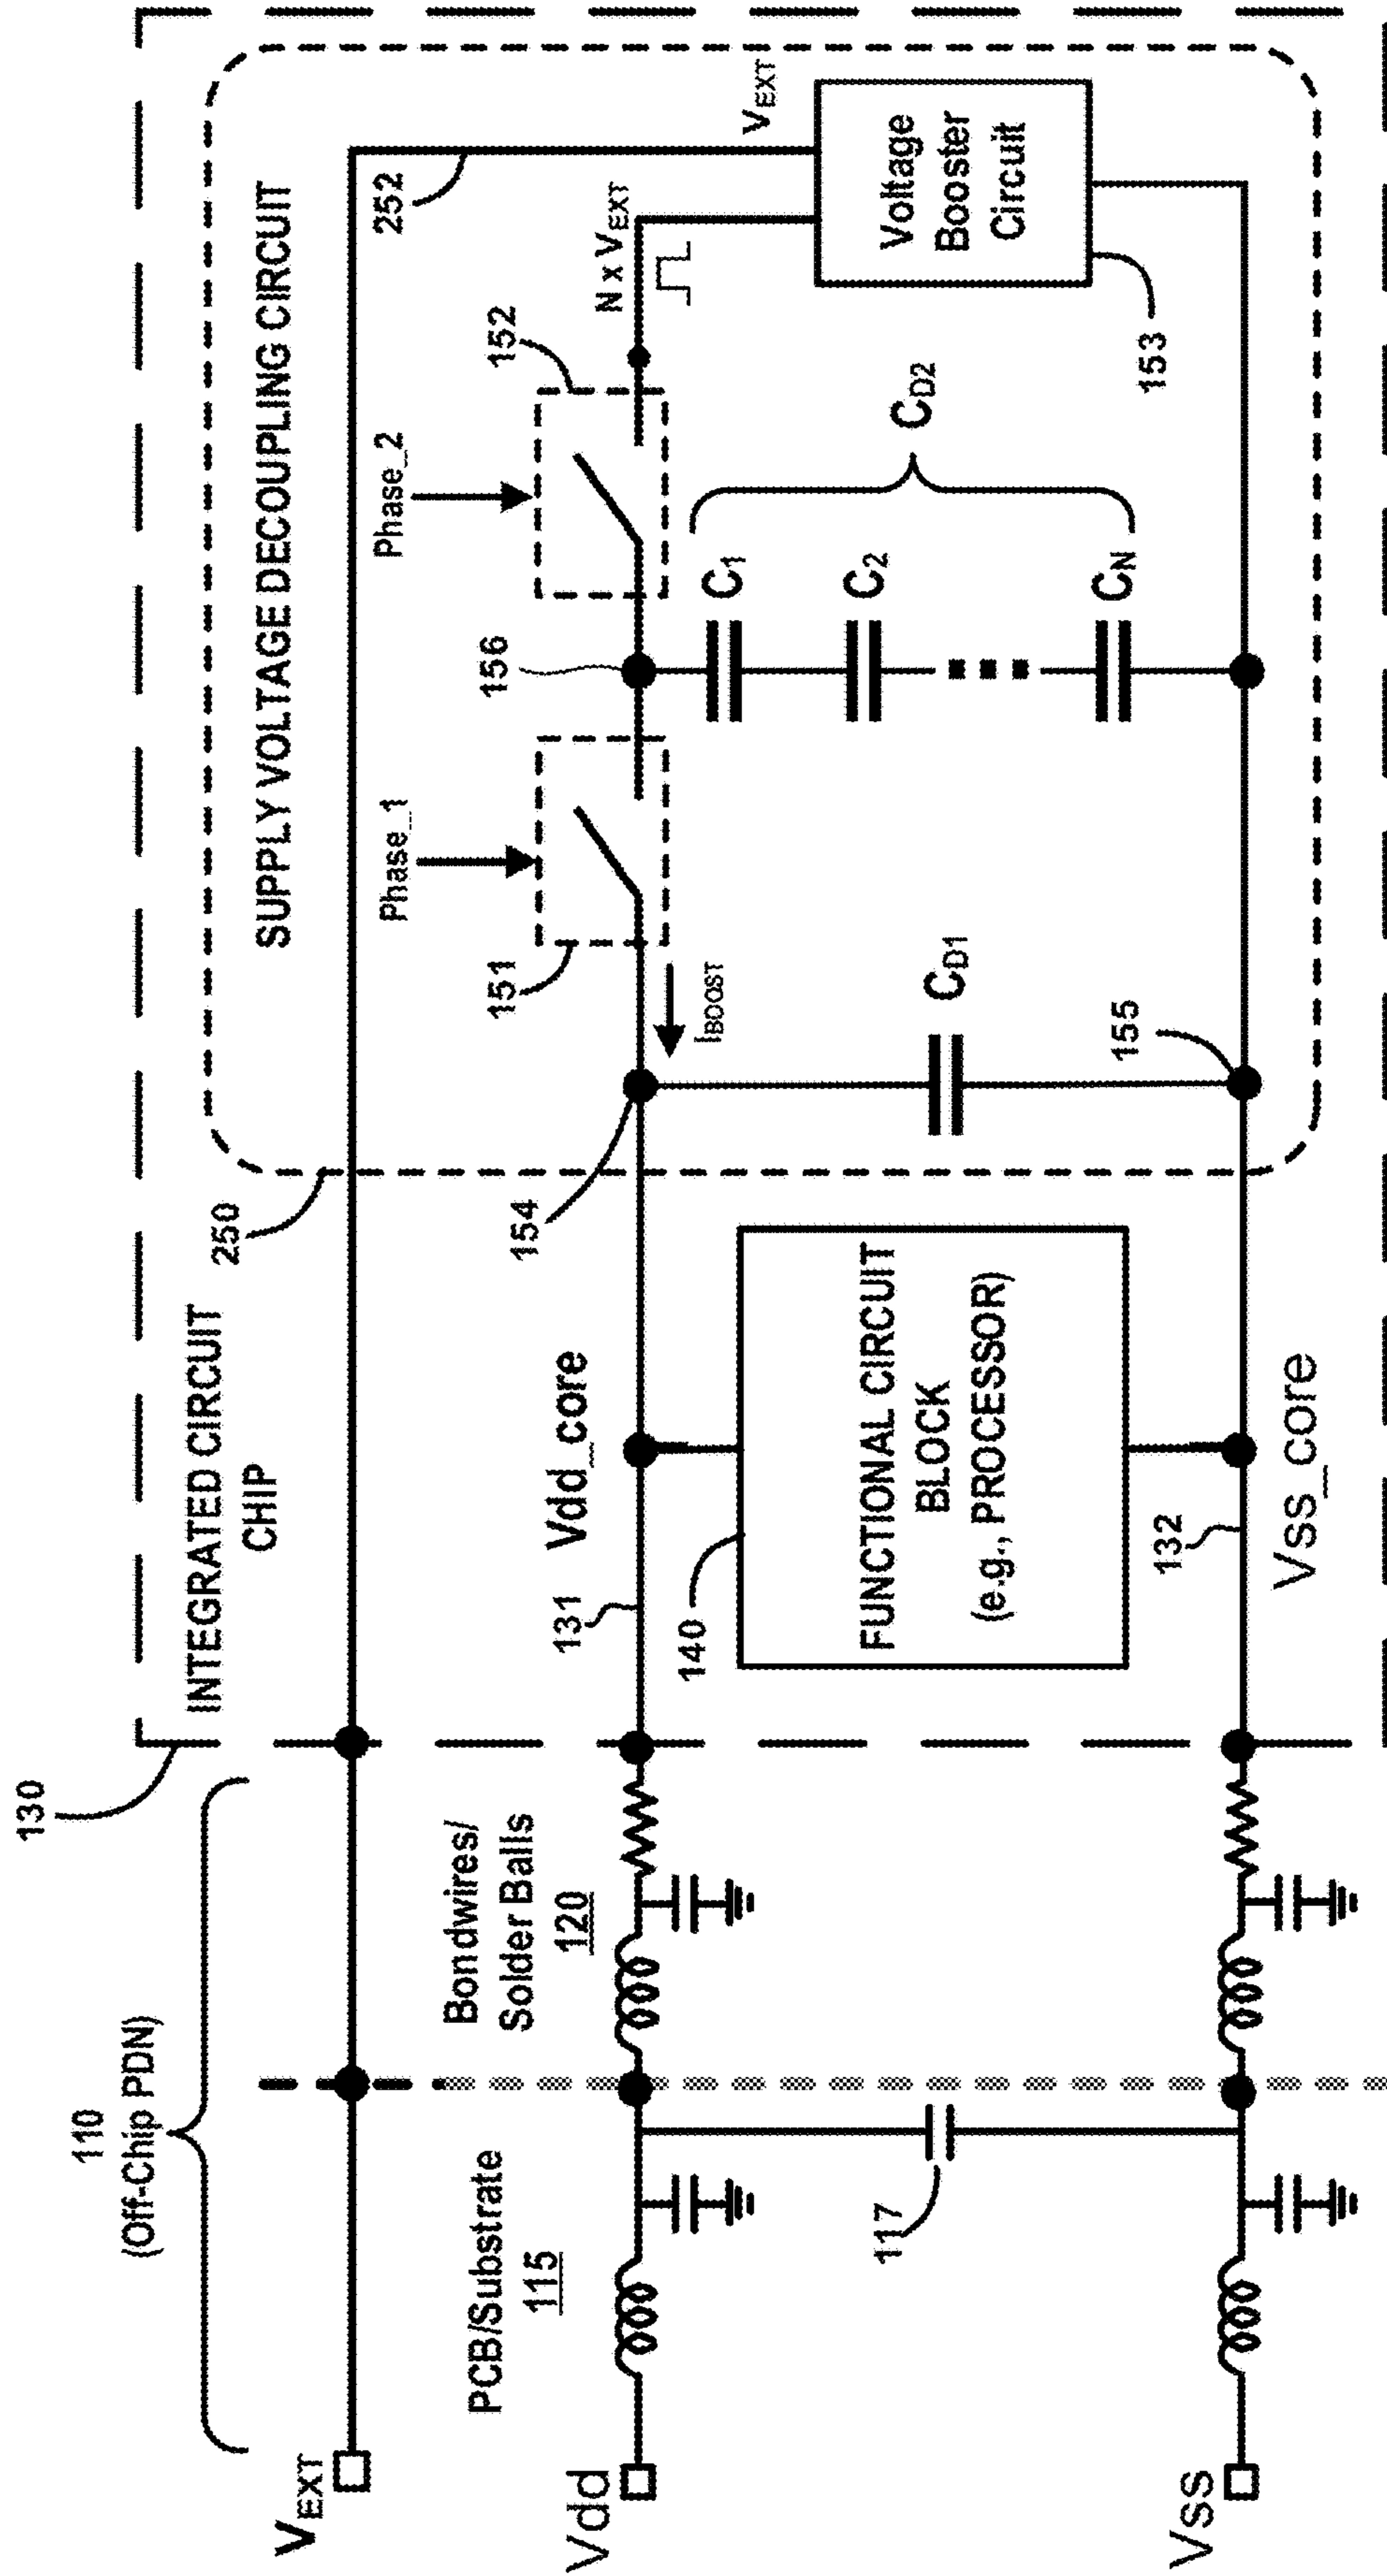 110
(Off-Chip PDN)
130
INTEGRATED CIRCUIT
CHIP
250
SUPPLY VOLTAGE DECOUPLING CIRCUIT
VEXT
252
VEXT
PCB/Substrate
115
Bondwires/
Solder Balls
120
Vdd
131
Vdd_core
154
151
Phase_1
156
Phase_2
152
N x VEXT
IBOOST
117
140
FUNCTIONAL CIRCUIT
BLOCK
(e.g., PROCESSOR)
CD1
C1
C2
CN
CD2
Voltage
Booster
Circuit
153
155
Vss
132
Vss_core